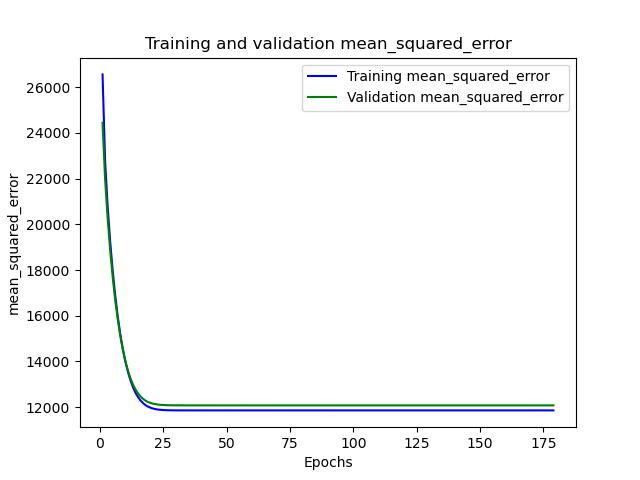 Training and validation mean_squared_error
Training mean_squared_error
Validation mean_squared_error
mean_squared_error
26000
24000
22000
20000
18000
16000
14000
12000
0 25 50 75 100 125 150 175
Epochs